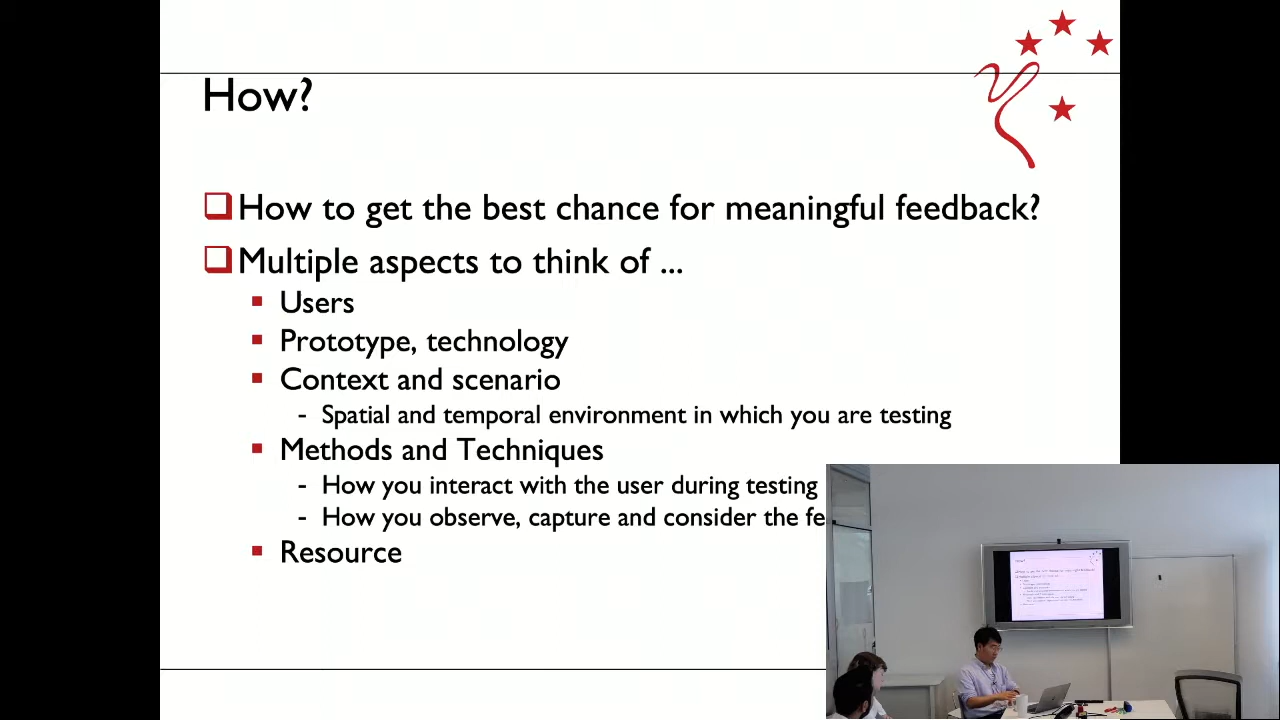 How?
How to get the best chance for meaningful feedback?
Multiple aspects to think of ...
Users
Prototype, technology
Context and scenario
- Spatial and temporal environment in which you are testing
Methods and Techniques
- How you interact with the user during testing
- How you observe, capture and consider the
Resource